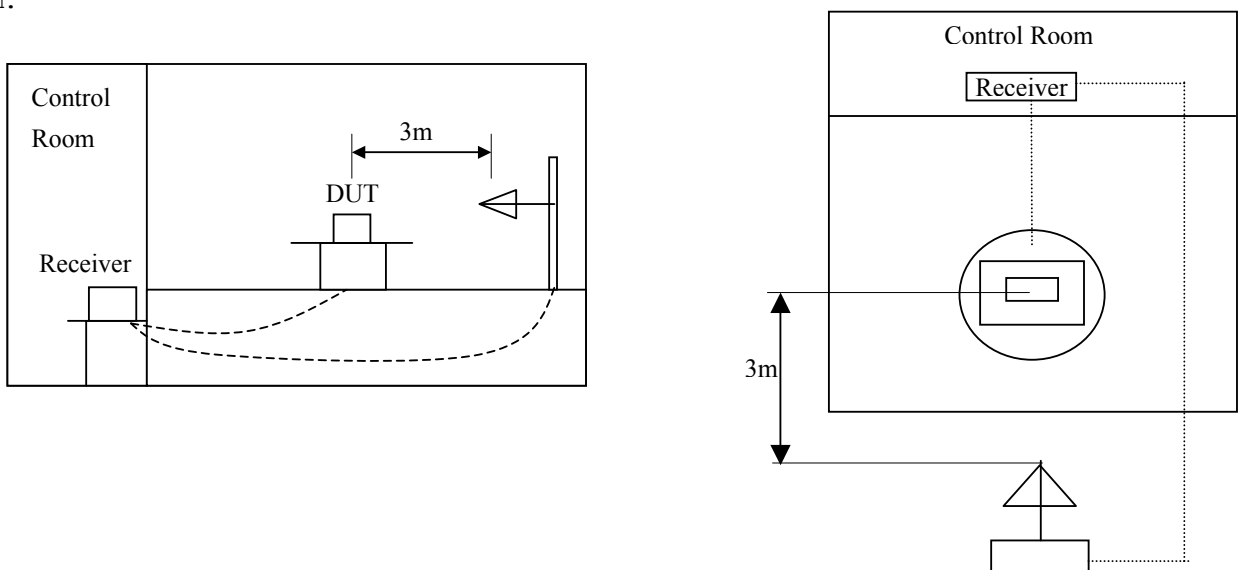 Control
Room
3m
DUT
Receiver
Control Room
Receiver
3m